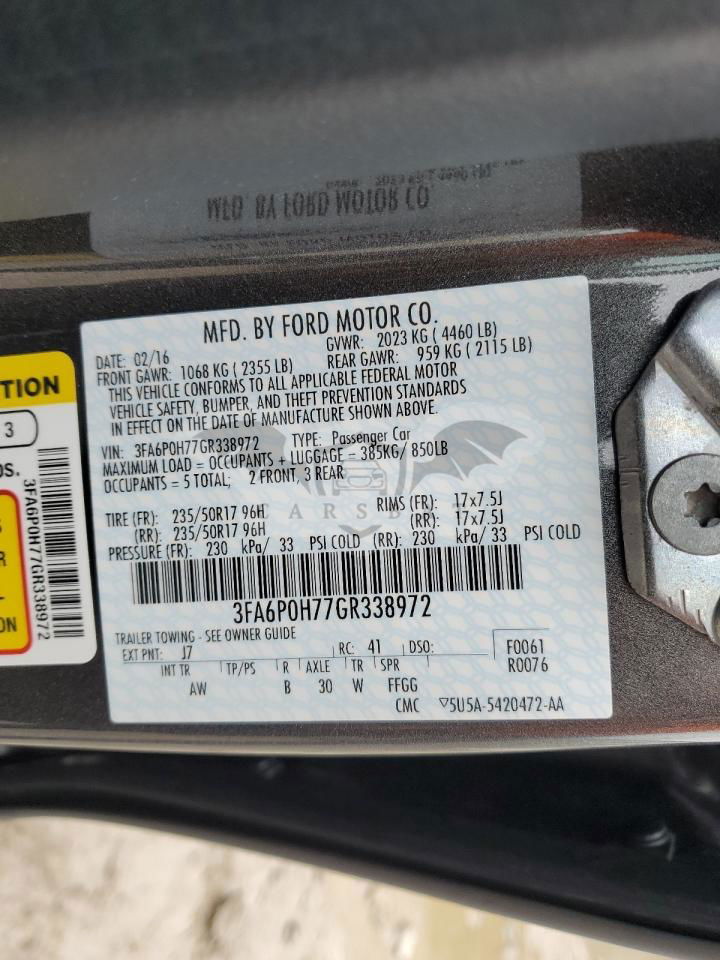 MFD. BY FORD MOTOR CO.
DATE: 02/16 GVWR: 2023 KG ( 4460 LB)
FRONT GAWR: 1068 KG ( 2355 LB) REAR GAWR: 959 KG ( 2115 LB)
THIS VEHICLE CONFORMS TO ALL APPLICABLE FEDERAL MOTOR
VEHICLE SAFETY, BUMPER, AND THEFT PREVENTION STANDARDS
IN EFFECT ON THE DATE OF MANUFACTURE SHOWN ABOVE.
VIN: 3FA6P0H77GR338972 TYPE: Passenger Car
MAXIMUM LOAD = OCCUPANTS + LUGGAGE = 385KG/ 850LB
OCCUPANTS = 5 TOTAL; 2 FRONT, 3 REAR
TIRE (FR): 235/50R17 96H RIMS (FR): 17x7.5J
(RR): 235/50R17 96H (RR): 17x7.5J
PRESSURE (FR): 230 kPa/ 33 PSI COLD (RR): 230 kPa/ 33 PSI COLD
3FA6P0H77GR338972
TRAILER TOWING - SEE OWNER GUIDE
EXT PNT: J7 RC: 41 DSO: F0061
R0076
INT TR TP/PS R AXLE TR SPR
AW B 30 W FFGG
CMC ▽5U5A-5420472-AA
3
3FA6P0H77GR338972